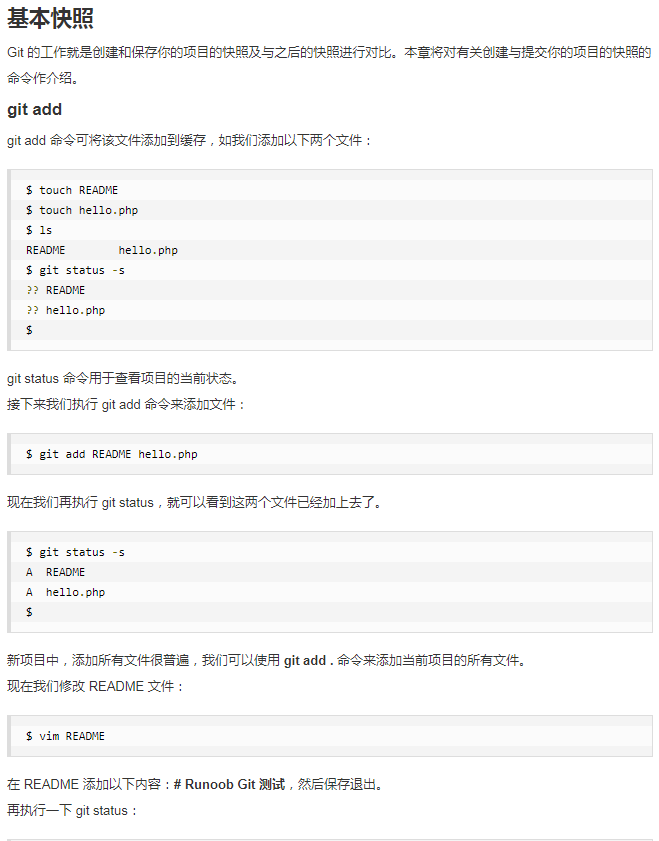 基本快照
Git 的工作就是创建和保存你的项目的快照及与之后的快照进行对比。本章将对有关创建与提交你的项目的快照的
命令作介绍。
git add
git add 命令可将该文件添加到缓存，如我们添加以下两个文件：
$ touch README
$ touch hello.php
$ ls
README        hello.php
$ git status -s
?? README
?? hello.php
$
git status 命令用于查看项目的当前状态。
接下来我们执行 git add 命令来添加文件：
$ git add README hello.php
现在我们再执行 git status，就可以看到这两个文件已经加上去了。
$ git status -s
A  README
A  hello.php
$
新项目中，添加所有文件很普遍，我们可以使用 git add . 命令来添加当前项目的所有文件。
现在我们修改 README 文件：
$ vim README
在 README 添加以下内容：# Runoob Git 测试，然后保存退出。
再执行一下 git status：